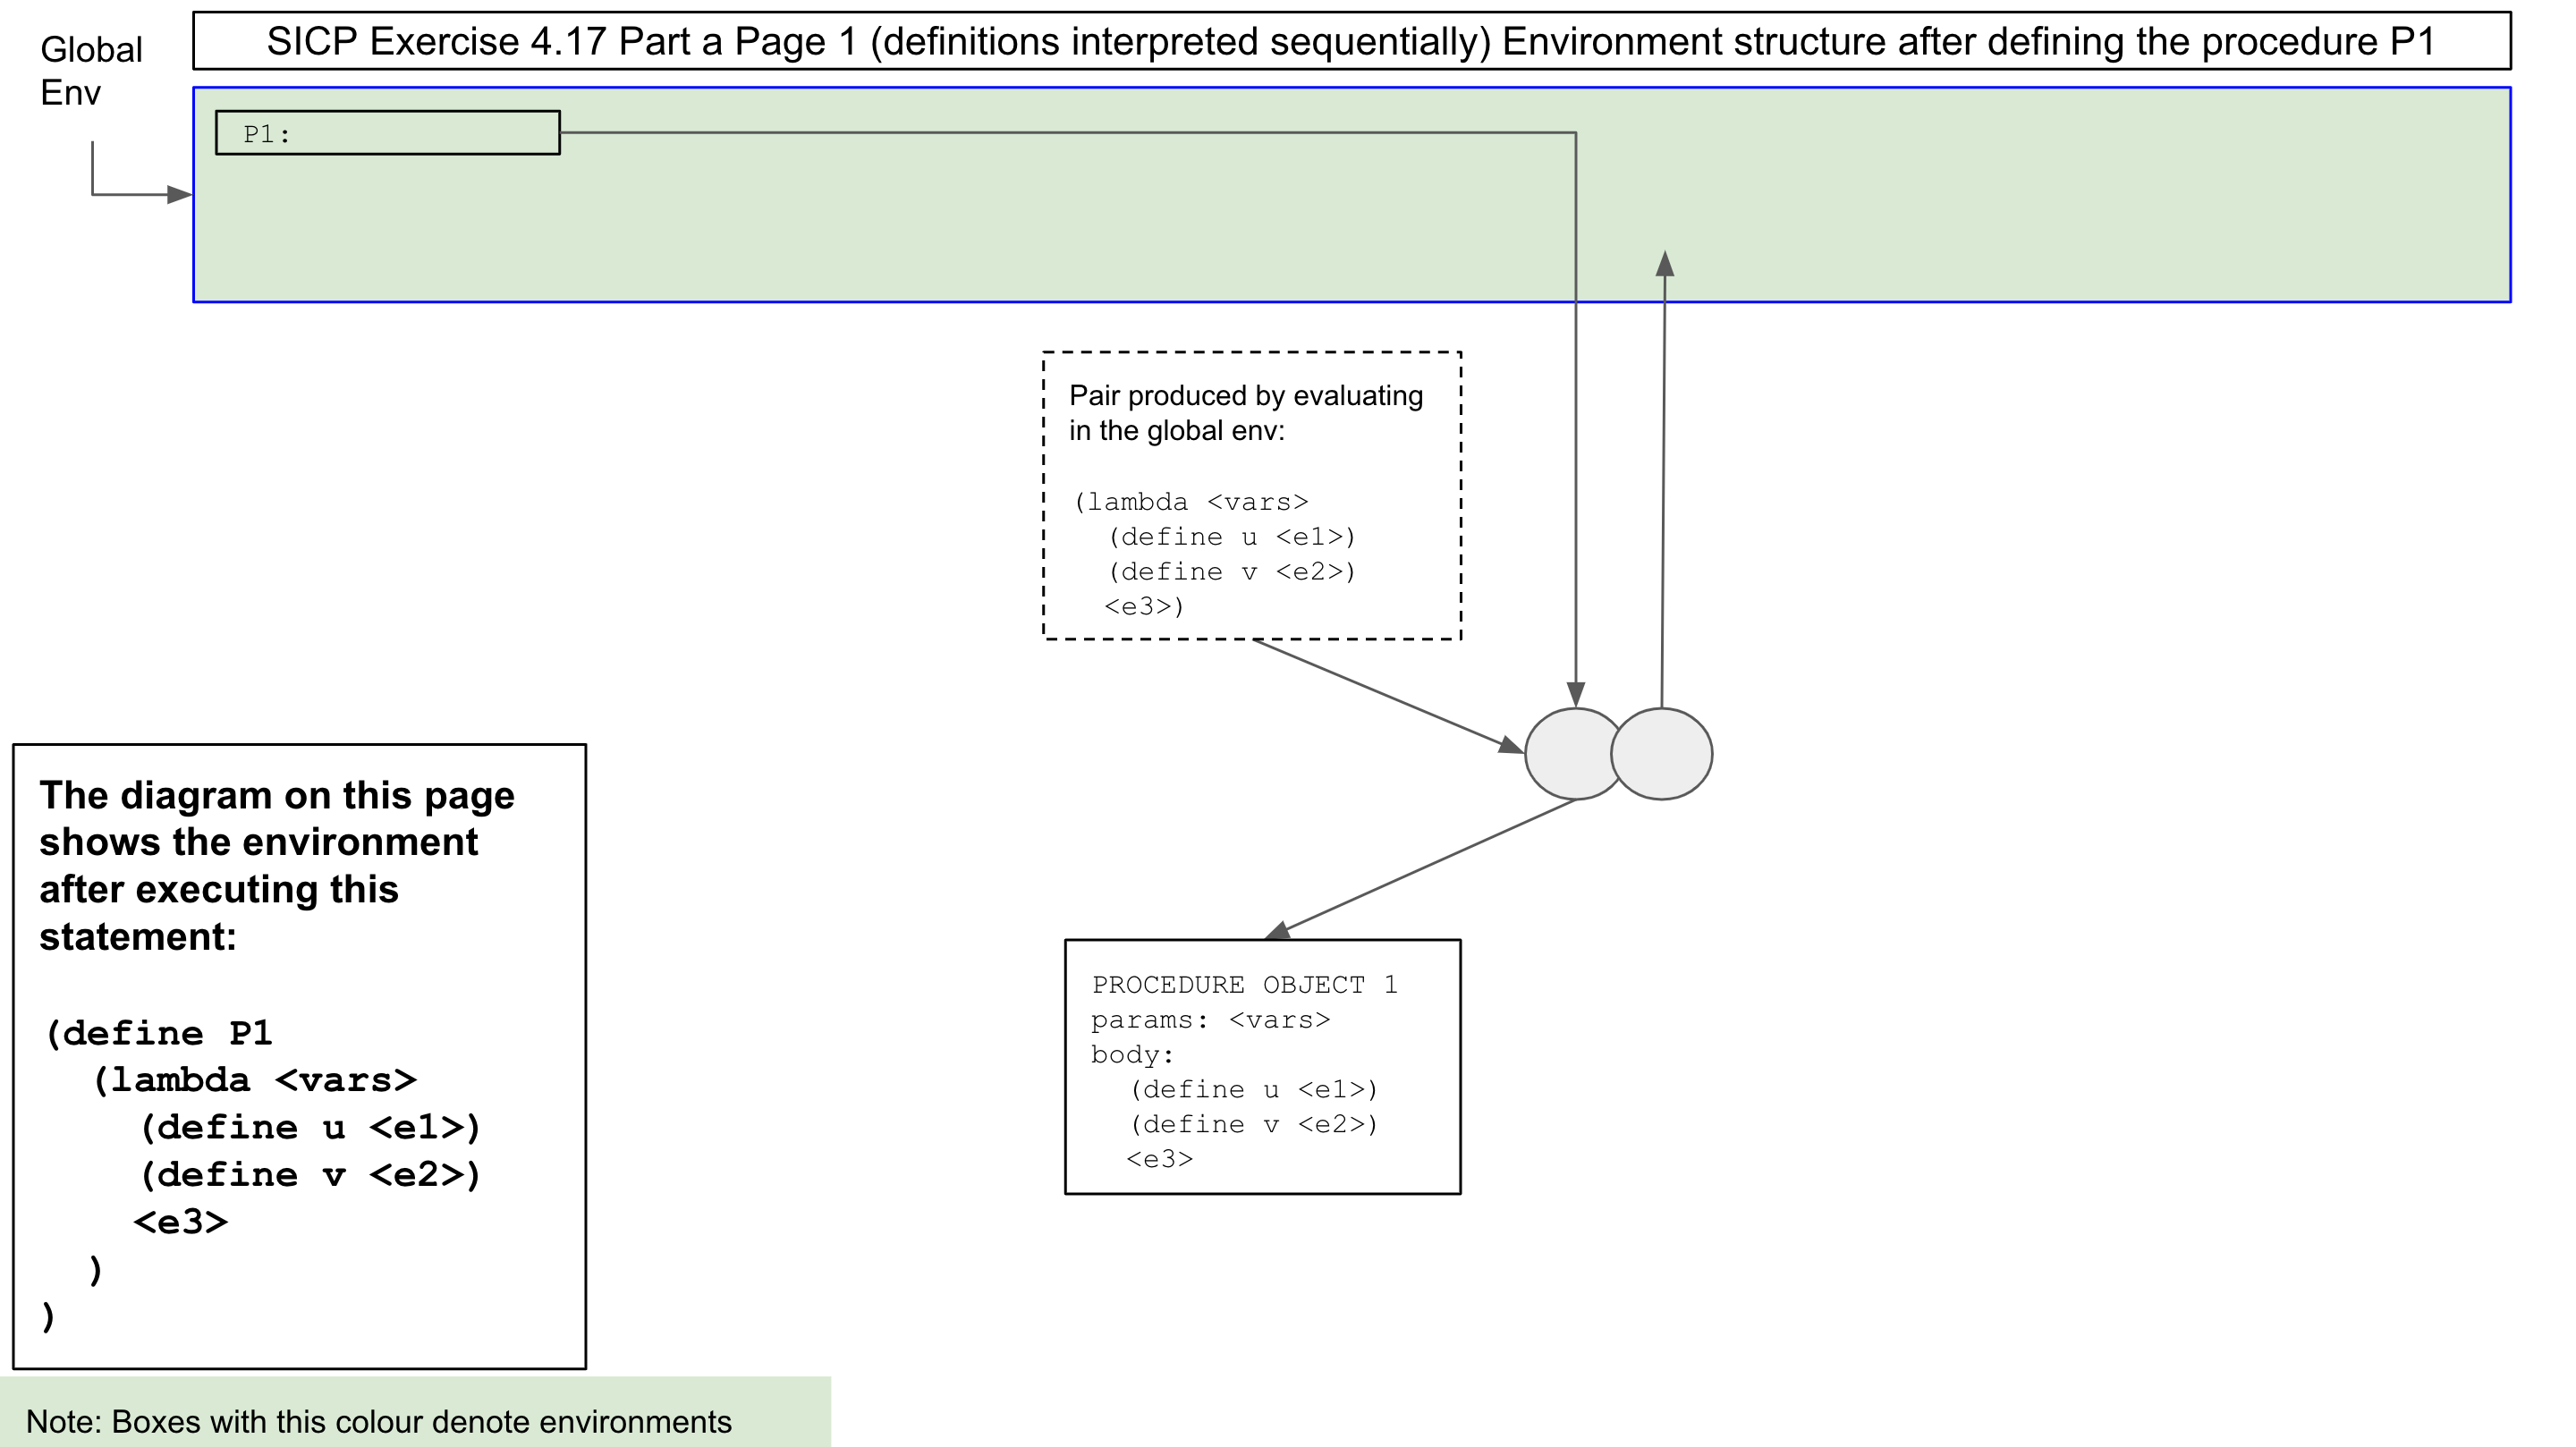 Global
Env
SICP Exercise 4.17 Part a Page 1 (definitions interpreted sequentially) Environment structure after defining the procedure P1
P1:
Pair produced by evaluating
in the global env:
(lambda <vars>
(define u <e1>)
(define v <e2>)
<e3>)
The diagram on this page
shows the environment
after executing this
statement:
(define P1
(lambda <vars>
(define u <e1>)
(define v <e2>)
<e3>
)
)
PROCEDURE OBJECT 1
params: <vars>
body:
(define u <e1>)
(define v <e2>)
<e3>
Note: Boxes with this colour denote environments